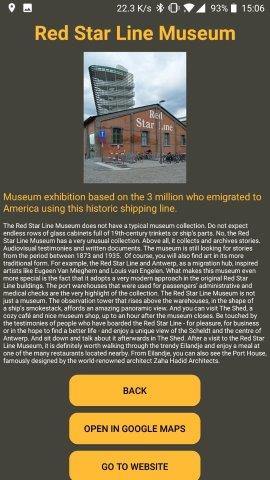 22.3 K/s 93% 15:06
Red Star Line Museum
Red
Star
Line
Museum exhibition based on the 3 million who emigrated to
America using this historic shipping line.
The Red Star Line Museum does not have a typical museum collection. Do not expect
endless rows of glass cabinets full of 19th-century trinkets or ship's parts. No, the Red
Star Line Museum has a very unusual collection. Above all, it collects and archives stories.
Audiovisual testimonies and written documents. The museum is still looking for stories
from the period between 1873 and 1935. Of course, you will also find art in its more
traditional form. For example, the Red Star Line and Antwerp, as a migration hub, inspired
artists like Eugeen Van Mieghem and Louis van Engelen. What makes this museum even
more special is the fact that it adopts a very modern approach in the original Red Star
Line buildings. The port warehouses that were used for passengers' administrative and
medical checks are the very highlight of the collection. The Red Star Line Museum is not
just a museum. The observation tower that rises above the warehouses, in the shape of
a ship's smokestack, affords an amazing panoramic view. And you can visit The Shed, a
cozy café and nice museum shop, up to an hour after the museum closes. Be touched by
the testimonies of people who have boarded the Red Star Line - for pleasure, for business
or in the hope to find a better life - and enjoy a unique view of the Scheldt and the centre of
Antwerp. And sit down and talk about it afterwards in The Shed. After a visit to the Red Star
Line Museum, it is definitely worth walking through the trendy Eilandje and enjoy a meal at
one of the many restaurants located nearby. From Eilandje, you can also see the Port House,
famously designed by the world-renowned architect Zaha Hadid Architects.
BACK
OPEN IN GOOGLE MAPS
GO TO WEBSITE